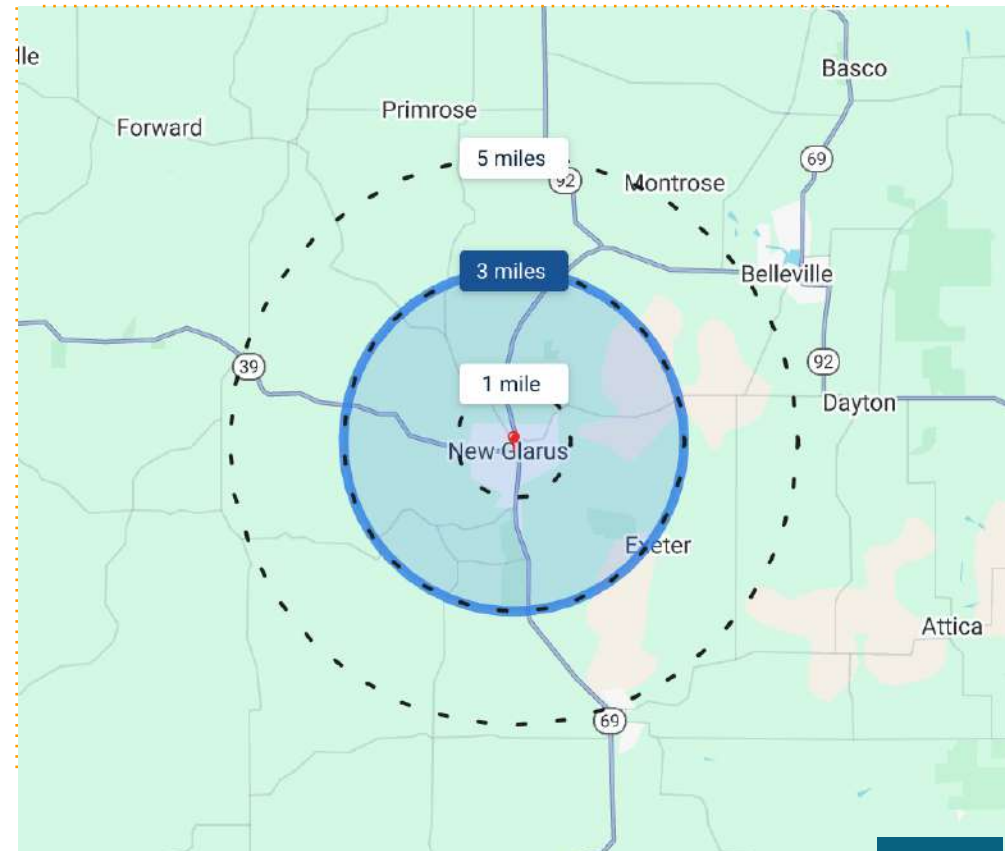 lle
Basco
Primrose
Forward
5 miles
69
92
Montrose
3 miles
Belleville
39
92
1 mile
Dayton
New Glarus
Exeter
Attica
69